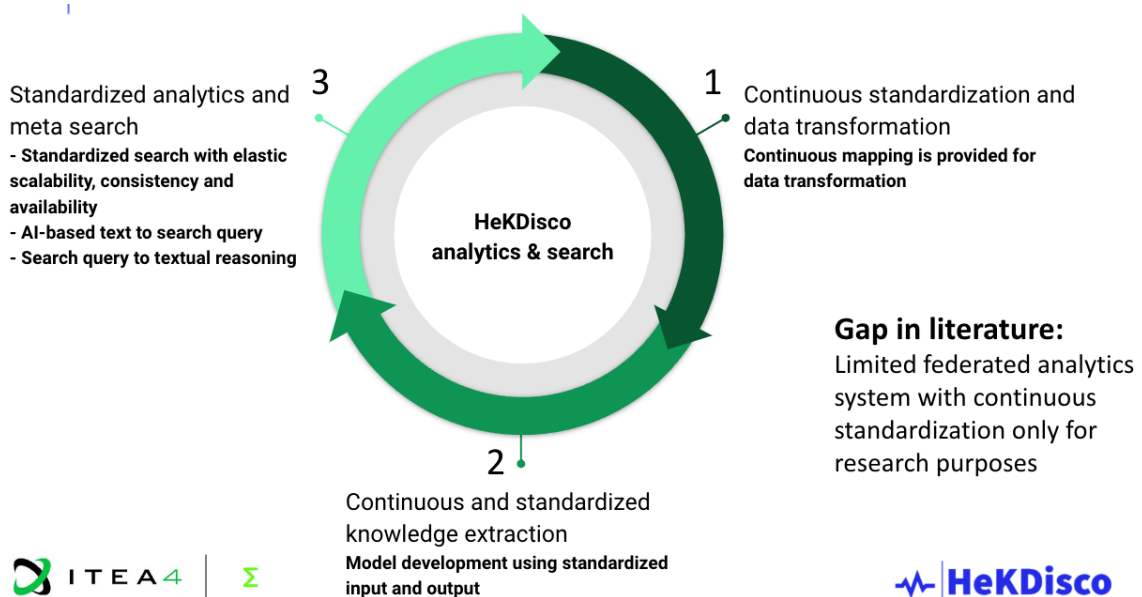 3
Standardized analytics and
meta search
- Standardized search with elastic
scalability, consistency and
availability
- AI-based text to search query
- Search query to textual reasoning
1
Continuous standardization and
data transformation
Continuous mapping is provided for
data transformation
HeKDisco
analytics & search
Gap in literature:
Limited federated analytics
system with continuous
standardization only for
research purposes
2
Continuous and standardized
knowledge extraction
Model development using standardized
input and output
ITEA4
Σ
HeKDisco